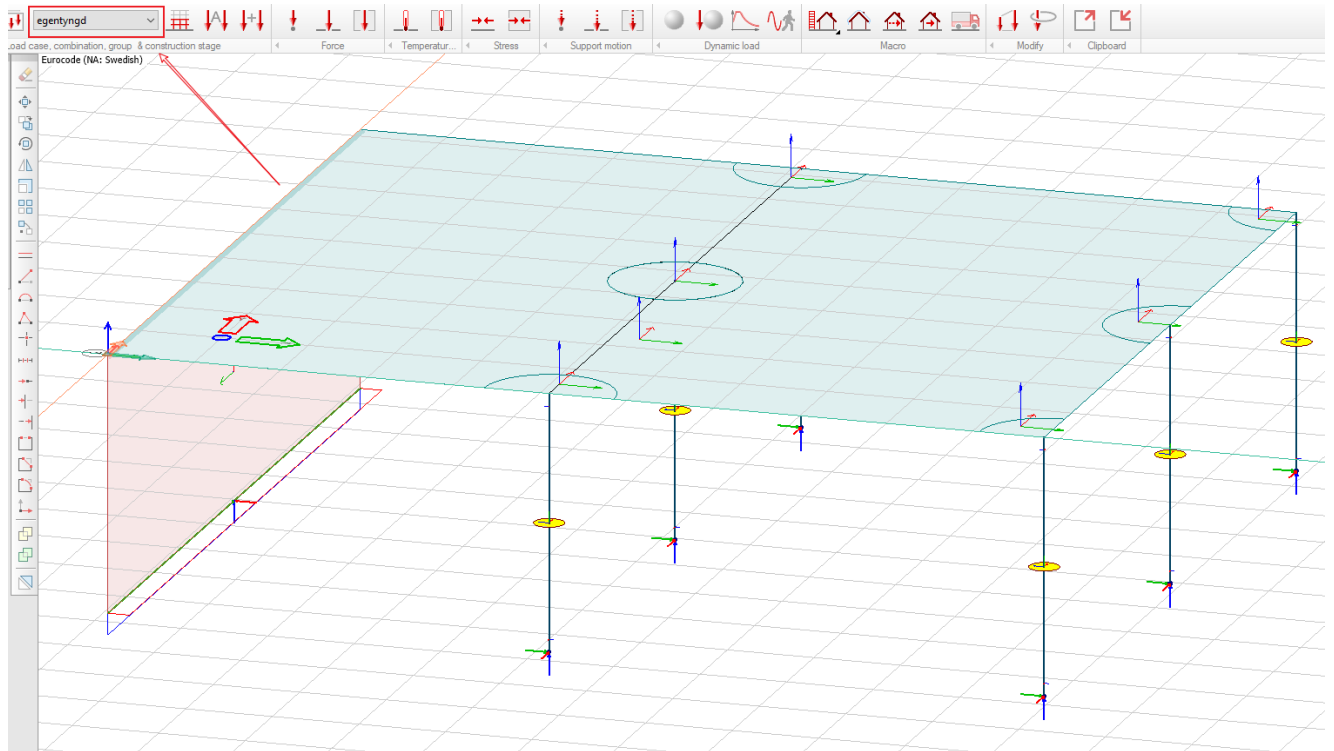 egentyngd
A
Load case, combination, group & construction stage
Force
Temperatur...
Stress
Support motion
Dynamic load
Macro
Modify
Clipboard
Eurocode (NA: Swedish)